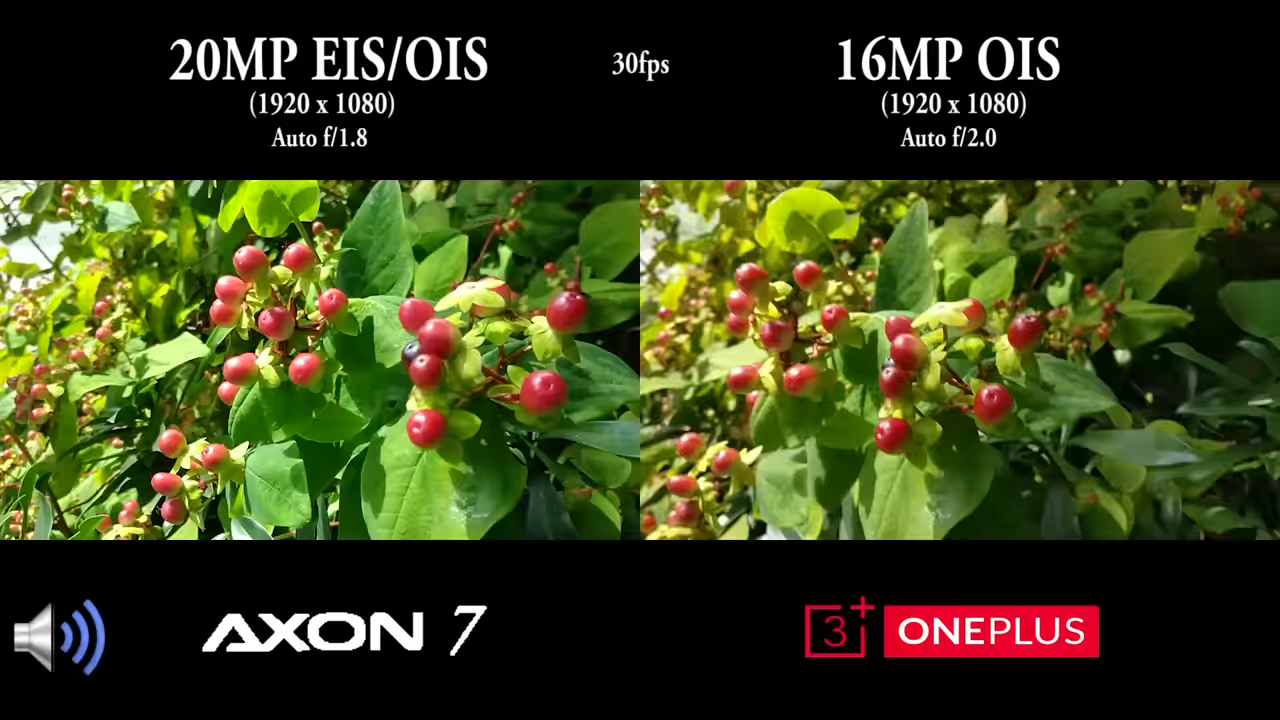 20MP EIS/OIS
(1920 x 1080)
Auto f/1.8
30fps
16MP OIS
(1920 x 1080)
Auto f/2.0
AXON 7
3+ ONEPLUS